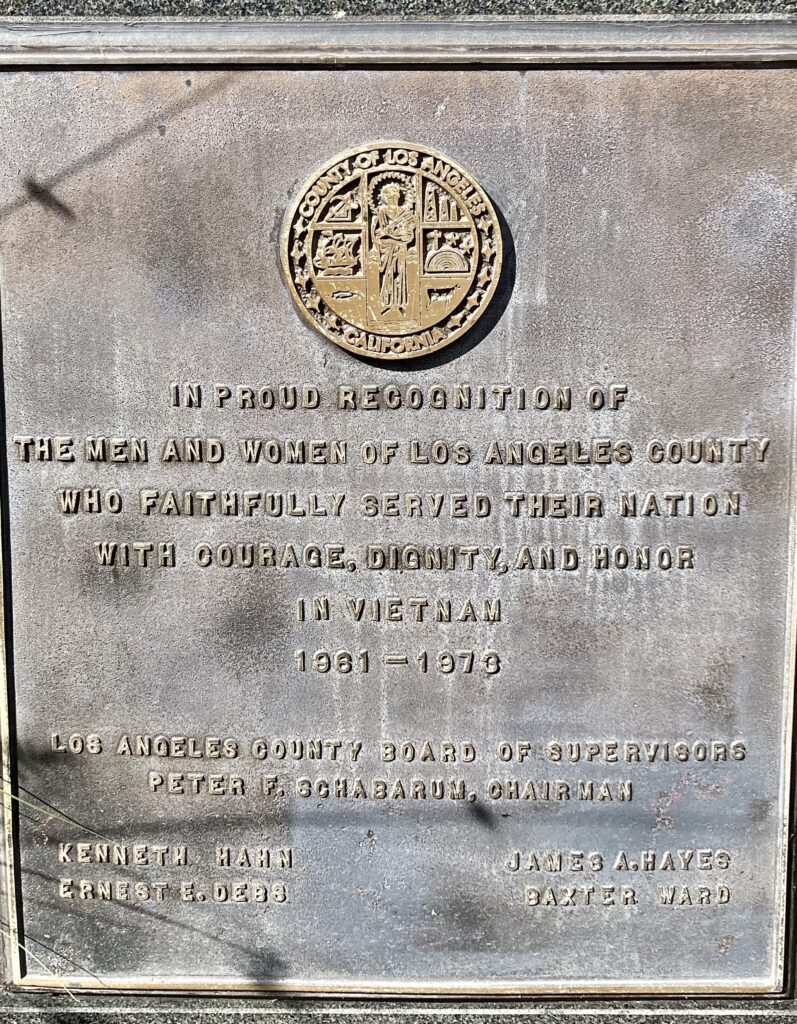 COUNTY OF LOS ANGELES
CALIFORNIA
IN PROUD RECOGNITION OF
THE MEN AND WOMEN OF LOS ANGELES COUNTY
WHO FAITHFULLY SERVED THEIR NATION
WITH COURAGE, DIGNITY, AND HONOR
IN VIETNAM
1961 — 1973
LOS ANGELES COUNTY BOARD OF SUPERVISORS
PETER F. SCHABARUM, CHAIRMAN
KENNETH HAHN JAMES A. HAYES
ERNEST E. DEBS BAXTER WARD